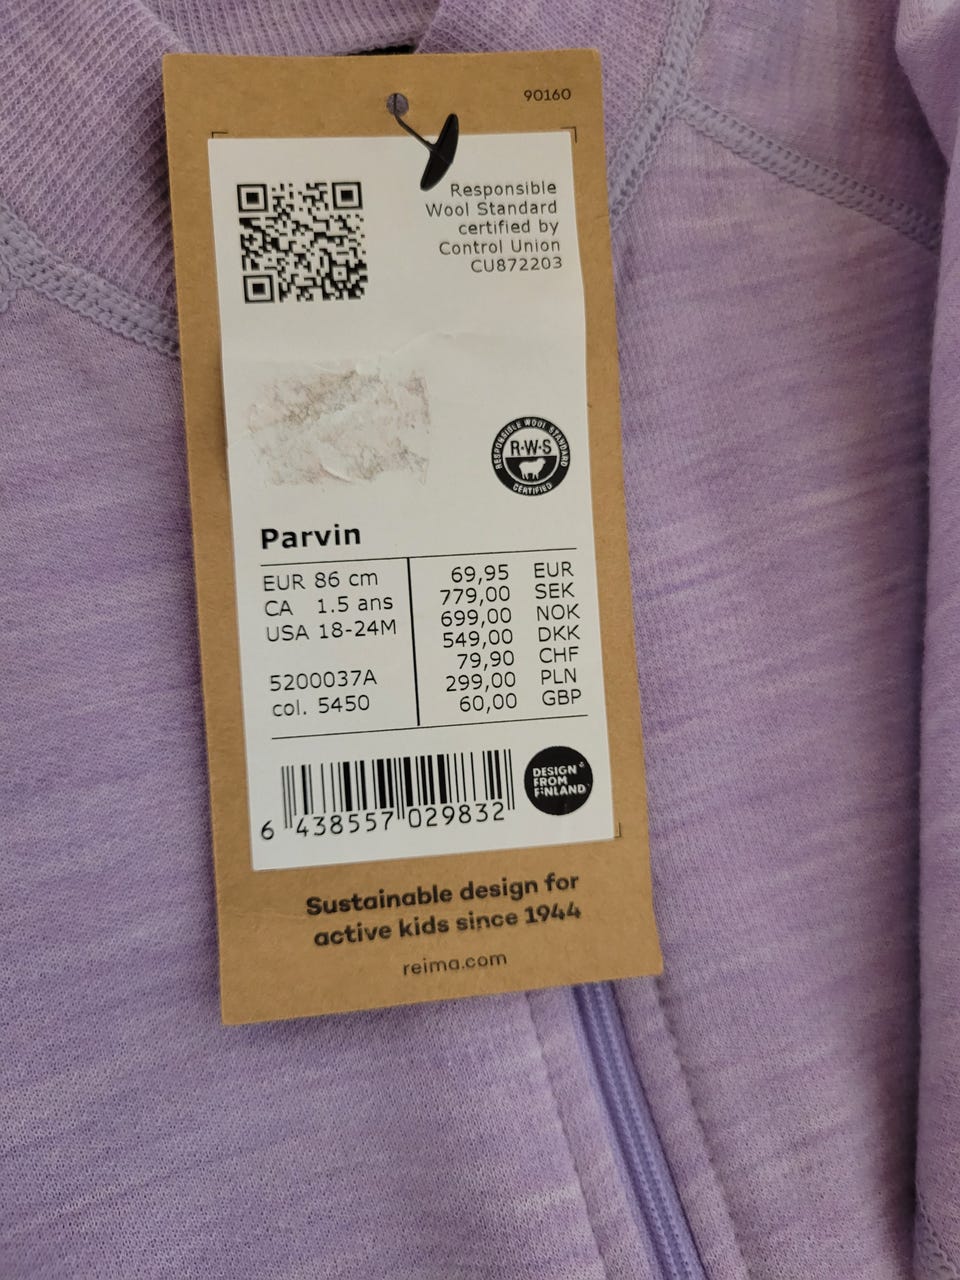 90160
Responsible
Wool Standard
certified by
Control Union
CU872203
RESPONSIBLE WOOL STANDARD
R·W·S
CERTIFIED
Parvin
EUR 86 cm
CA 1.5 ans
USA 18-24M
5200037A
col. 5450
69,95 EUR
779,00 SEK
699,00 NOK
549,00 DKK
79,90 CHF
299,00 PLN
60,00 GBP
6 438557 029832
DESIGN
FROM
FINLAND
Sustainable design for
active kids since 1944
reima.com